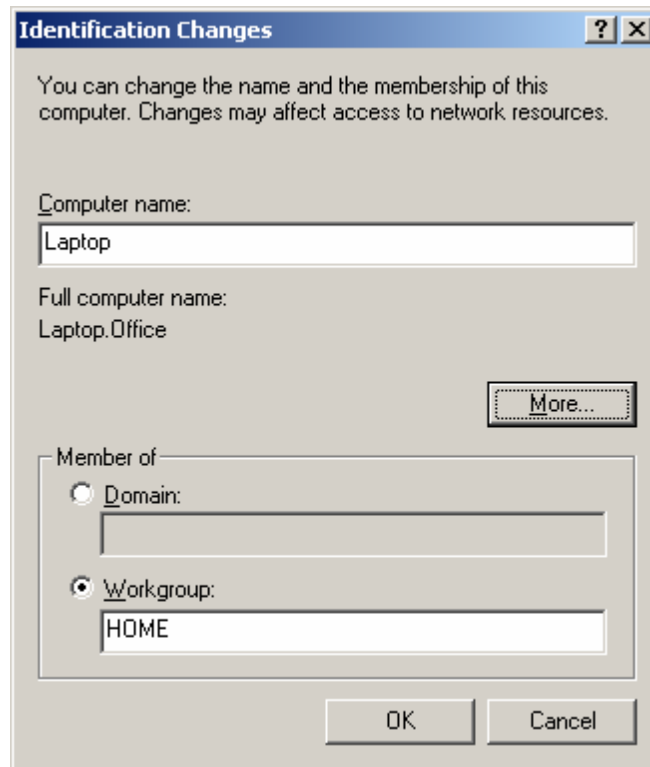 Identification Changes
You can change the name and the membership of this
computer. Changes may affect access to network resources.
Computer name:
Laptop
Full computer name:
Laptop.Office
More...
Member of
Domain:
Workgroup:
HOME
OK
Cancel